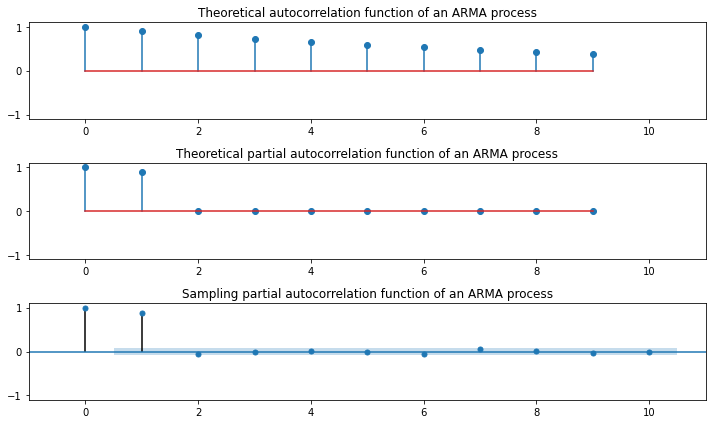 Theoretical autocorrelation function of an ARMA process
1
0
−1
0 2 4 6 8 10
Theoretical partial autocorrelation function of an ARMA process
1
0
−1
0 2 4 6 8 10
Sampling partial autocorrelation function of an ARMA process
1
0
−1
0 2 4 6 8 10